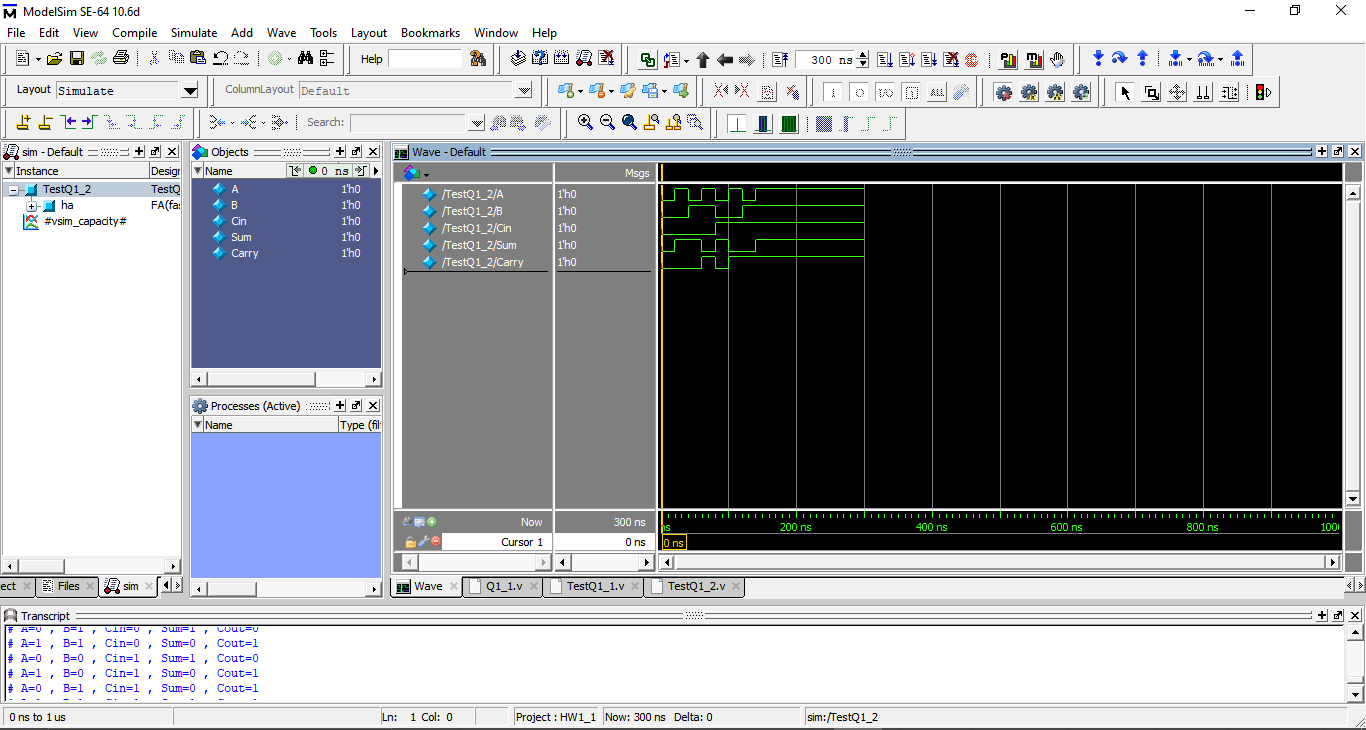 ModelSim SE-64 10.6d
File Edit View Compile Simulate Add Wave Tools Layout Bookmarks Window Help
Help
300 ns
Layout Simulate
ColumnLayout Default
ALL
Search:
sim - Default
Instance Design
TestQ1_2 TestQ
ha FA(fas
#vsim_capacity#
Objects
Name 0 ns
A 1'h0
B 1'h0
Cin 1'h0
Sum 1'h0
Carry 1'h0
Processes (Active)
Name Type (filt
Wave - Default
Msgs
/TestQ1_2/A 1'h0
/TestQ1_2/B 1'h0
/TestQ1_2/Cin 1'h0
/TestQ1_2/Sum 1'h0
/TestQ1_2/Carry 1'h0
Now 300 ns
Cursor 1 0 ns
ns 200 ns 400 ns 600 ns 800 ns 100
0 ns
ect Files sim
Wave Q1_1.v TestQ1_1.v TestQ1_2.v
Transcript
# A=0 , B=1 , Cin=0 , Sum=1 , Cout=0
# A=1 , B=1 , Cin=0 , Sum=0 , Cout=1
# A=0 , B=0 , Cin=1 , Sum=1 , Cout=0
# A=1 , B=0 , Cin=1 , Sum=0 , Cout=1
# A=0 , B=1 , Cin=1 , Sum=0 , Cout=1
0 ns to 1 us Ln: 1 Col: 0 Project : HW1_1 Now: 300 ns Delta: 0 sim:/TestQ1_2